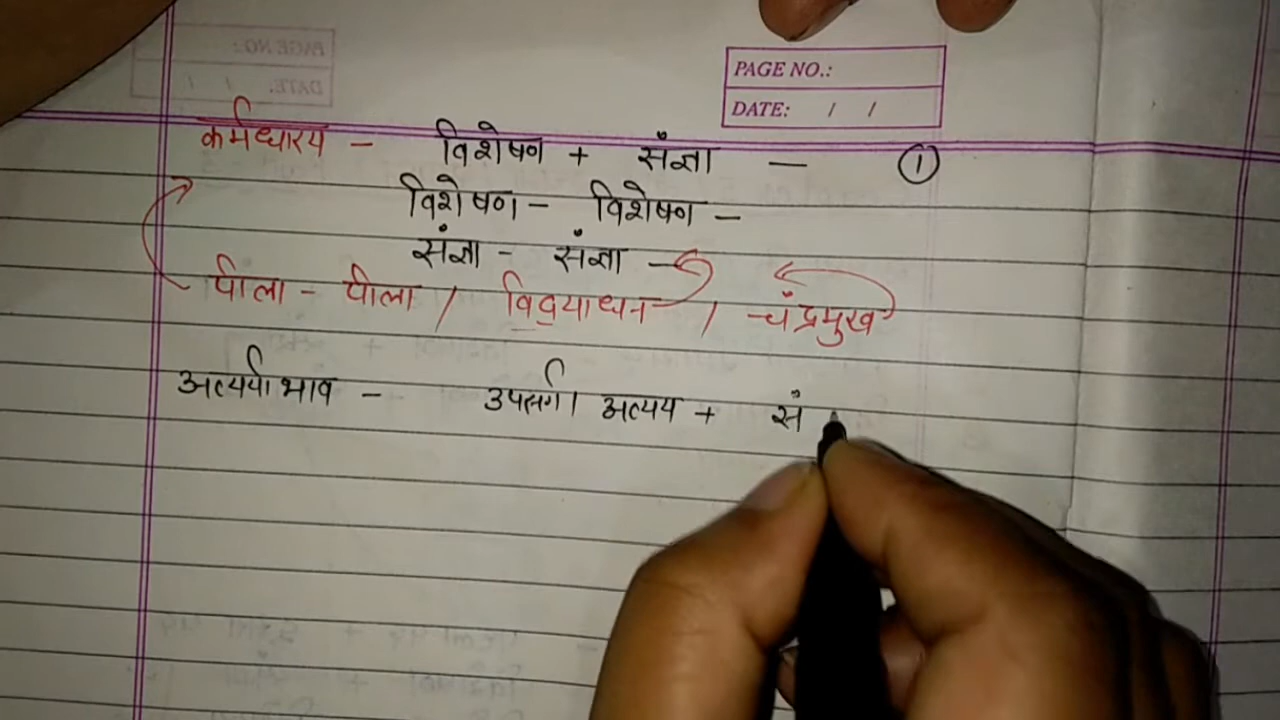 PAGE NO.:
DATE: / /
कर्मध्धारय - विशेषण + संज्ञा — ①
विशेषण - विशेषण -
संज्ञा - संज्ञा -
पीला - पीला / विद्याधन / चंद्रमुख
अव्ययीभाव - उपसर्ग। अव्यय + सं